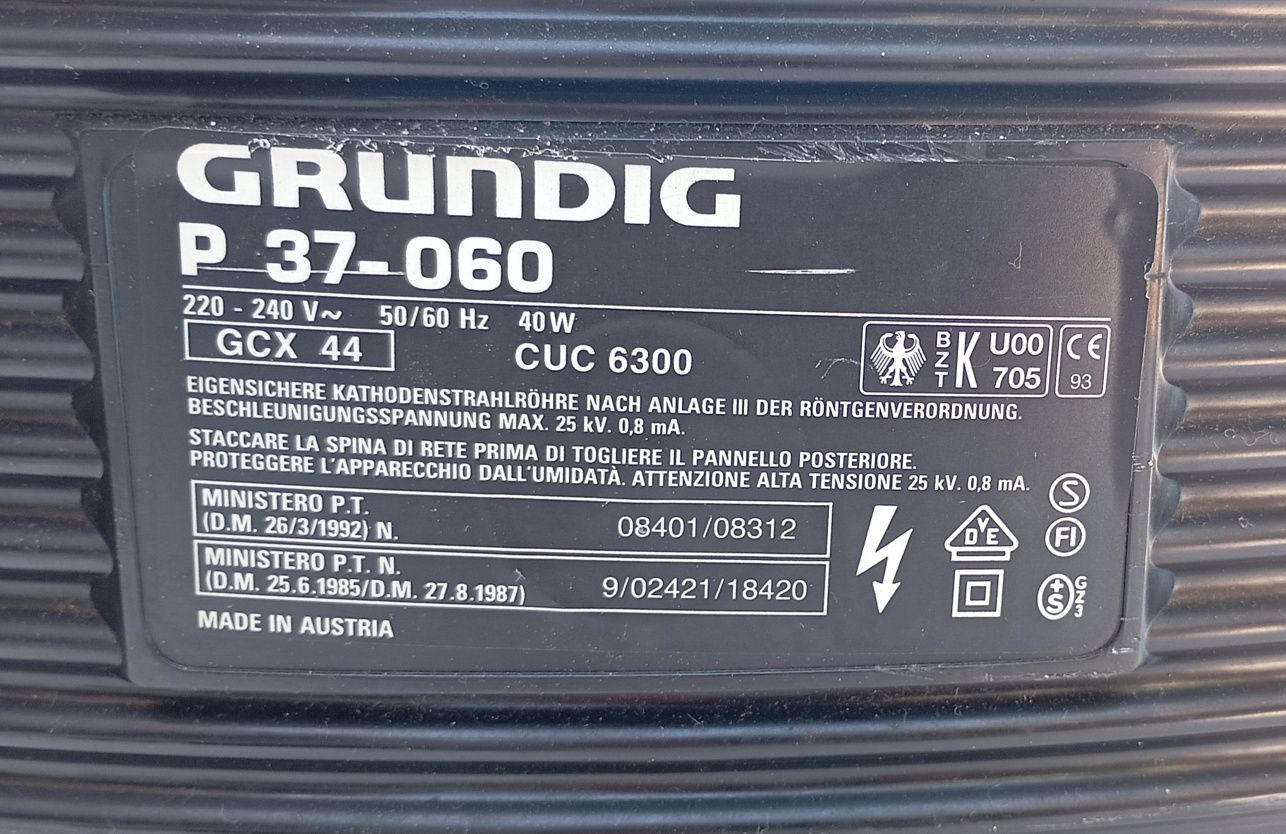 GRUNDIG
P 37-060
220 - 240 V~ 50/60 Hz 40W
GCX 44 CUC 6300
BZT K U00 705
CE 93
EIGENSICHERE KATHODENSTRAHLRÖHRE NACH ANLAGE III DER RÖNTGENVERORDNUNG.
BESCHLEUNIGUNGSSPANNUNG MAX. 25 kV. 0,8 mA.
STACCARE LA SPINA DI RETE PRIMA DI TOGLIERE IL PANNELLO POSTERIORE.
PROTEGGERE L'APPARECCHIO DALL'UMIDATÀ. ATTENZIONE ALTA TENSIONE 25 kV. 0,8 mA.
MINISTERO P.T.
(D.M. 26/3/1992) N. 08401/08312
MINISTERO P.T. N.
(D.M. 25.6.1985/D.M. 27.8.1987) 9/02421/18420
MADE IN AUSTRIA
VDE
S
FI
+S GZ3